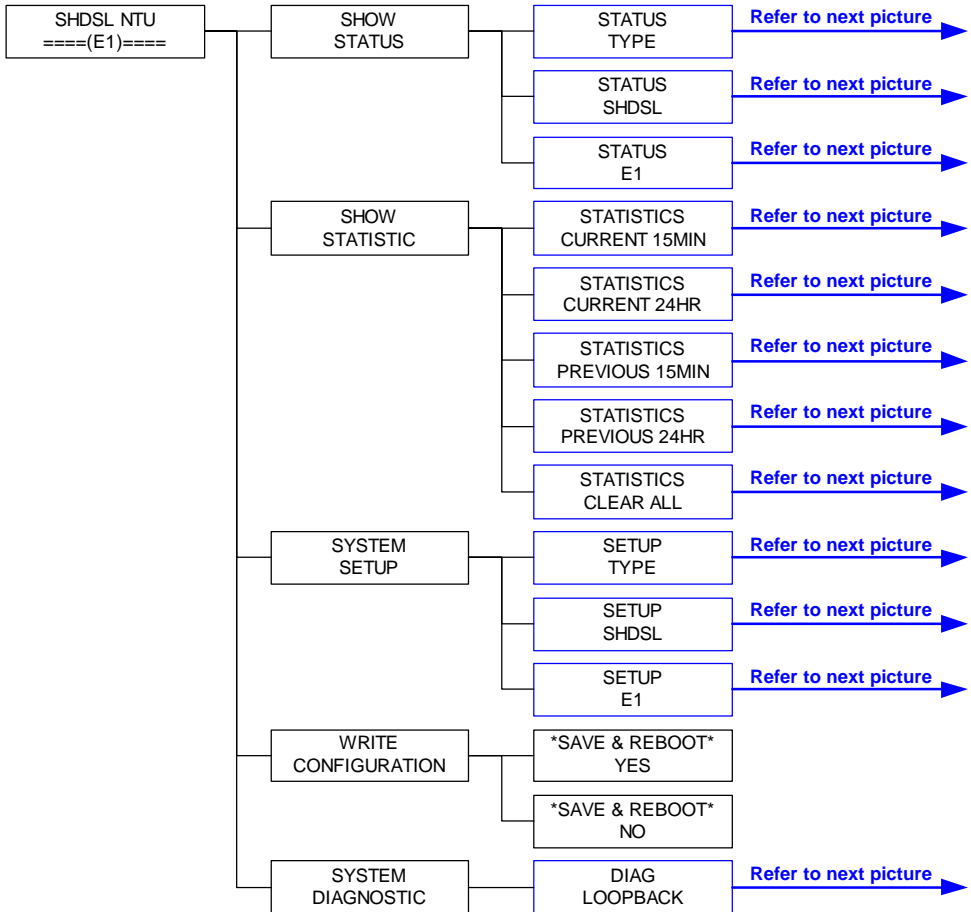 SHDSL NTU
====(E1)====
SHOW
STATUS
STATUS
TYPE
Refer to next picture
STATUS
SHDSL
Refer to next picture
STATUS
E1
Refer to next picture
SHOW
STATISTIC
STATISTICS
CURRENT 15MIN
Refer to next picture
STATISTICS
CURRENT 24HR
Refer to next picture
STATISTICS
PREVIOUS 15MIN
Refer to next picture
STATISTICS
PREVIOUS 24HR
Refer to next picture
STATISTICS
CLEAR ALL
Refer to next picture
SYSTEM
SETUP
SETUP
TYPE
Refer to next picture
SETUP
SHDSL
Refer to next picture
SETUP
E1
Refer to next picture
WRITE
CONFIGURATION
*SAVE & REBOOT*
YES
*SAVE & REBOOT*
NO
SYSTEM
DIAGNOSTIC
DIAG
LOOPBACK
Refer to next picture